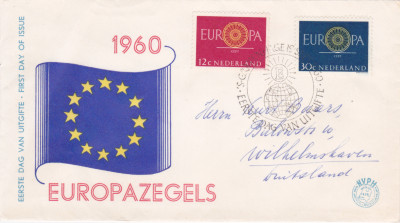 EERSTE DAG VAN UITGIFTE - FIRST DAY OF ISSUE
1960
EUROPAZEGELS
EUROPA
12c NEDERLAND
EUROPA
30c NEDERLAND
EERSTE DAG VAN UITGIFTE
Herrn
Wilhelmshaven
Duitsland
NVPH